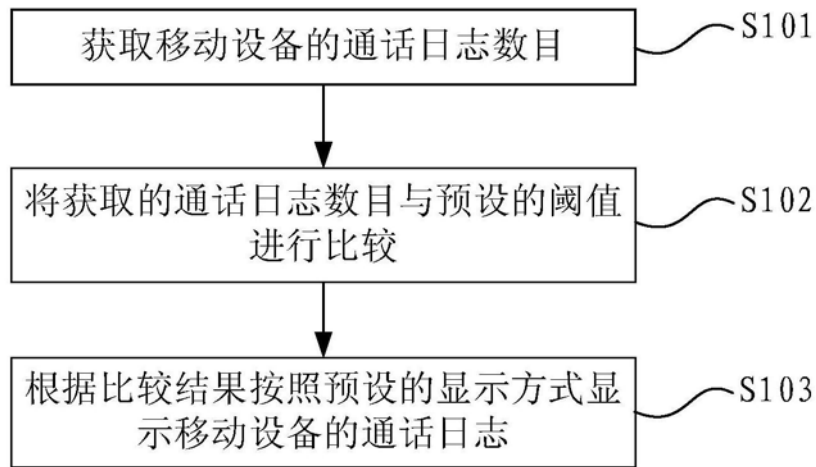 获取移动设备的通话日志数目
S101
将获取的通话日志数目与预设的阈值
进行比较
S102
根据比较结果按照预设的显示方式显
示移动设备的通话日志
S103